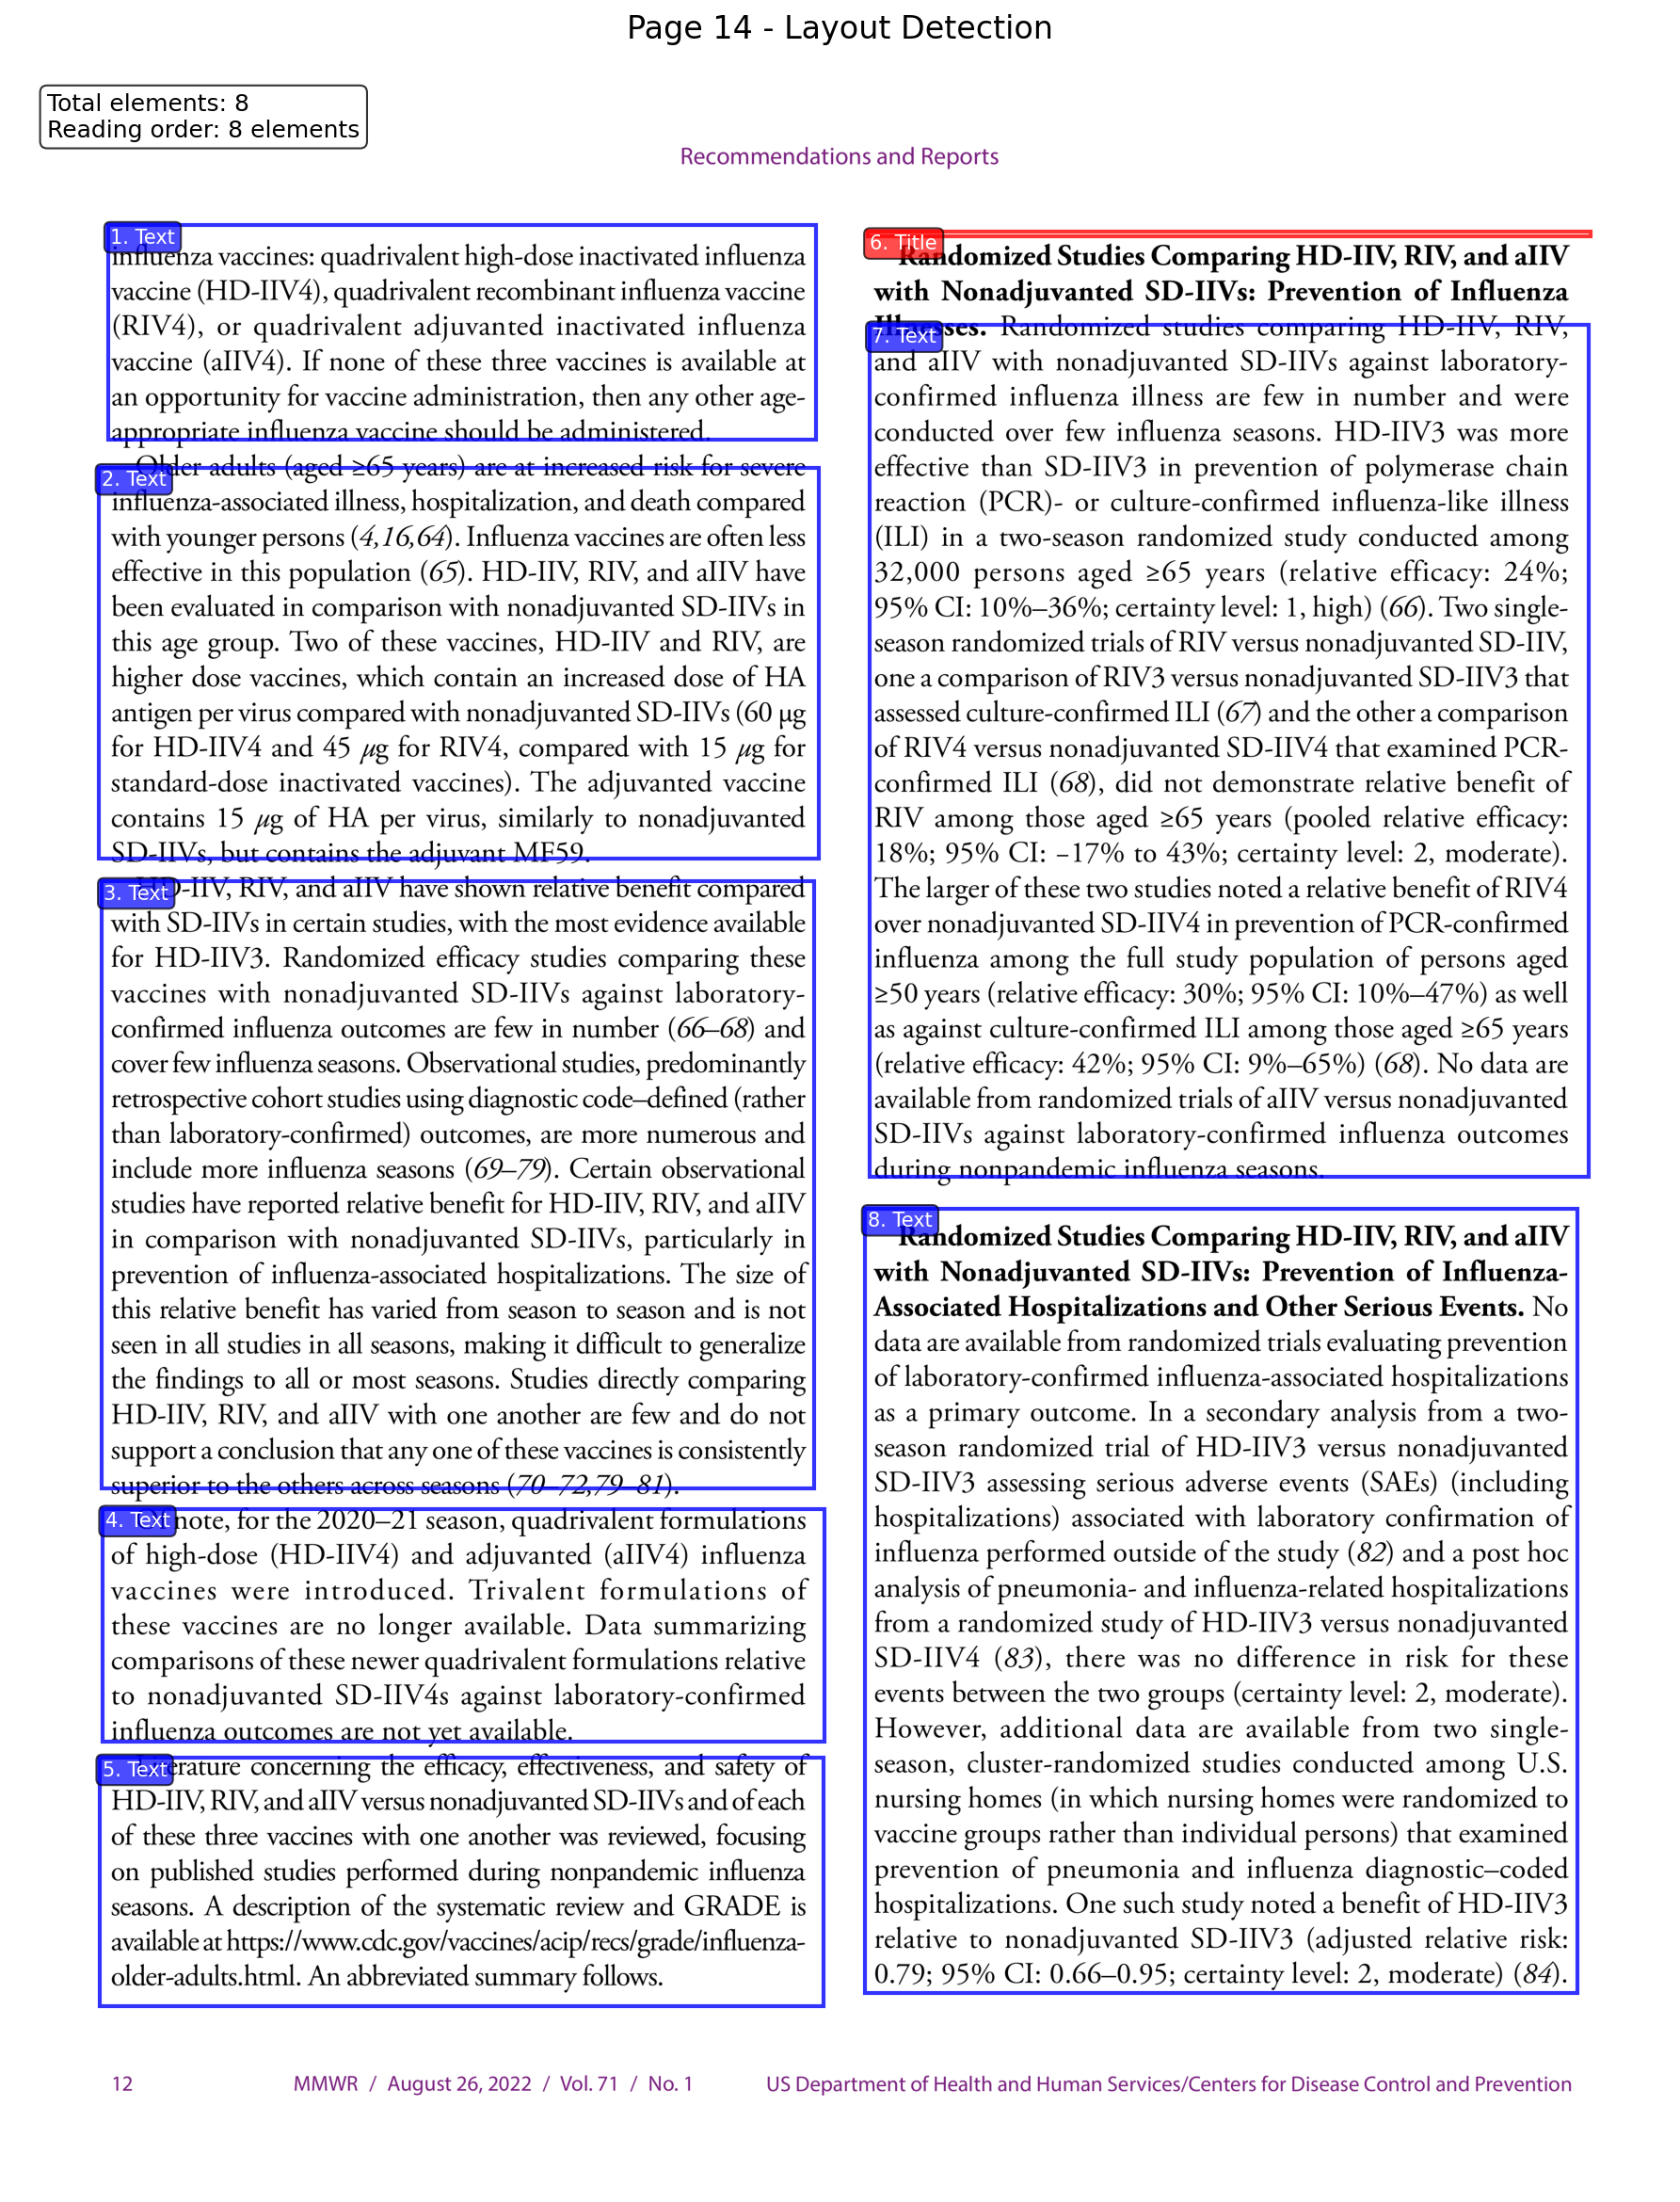 Page 14 - Layout Detection
Total elements: 8
Reading order: 8 elements
Recommendations and Reports
1. Text
influenza vaccines: quadrivalent high-dose inactivated influenza
vaccine (HD-IIV4), quadrivalent recombinant influenza vaccine
(RIV4), or quadrivalent adjuvanted inactivated influenza
vaccine (aIIV4). If none of these three vaccines is available at
an opportunity for vaccine administration, then any other age-
appropriate influenza vaccine should be administered.
2. Text
Older adults (aged ≥65 years) are at increased risk for severe
influenza-associated illness, hospitalization, and death compared
with younger persons (4,16,64). Influenza vaccines are often less
effective in this population (65). HD-IIV, RIV, and aIIV have
been evaluated in comparison with nonadjuvanted SD-IIVs in
this age group. Two of these vaccines, HD-IIV and RIV, are
higher dose vaccines, which contain an increased dose of HA
antigen per virus compared with nonadjuvanted SD-IIVs (60 µg
for HD-IIV4 and 45 µg for RIV4, compared with 15 µg for
standard-dose inactivated vaccines). The adjuvanted vaccine
contains 15 µg of HA per virus, similarly to nonadjuvanted
SD-IIVs, but contains the adjuvant MF59.
3. Text
HD-IIV, RIV, and aIIV have shown relative benefit compared
with SD-IIVs in certain studies, with the most evidence available
for HD-IIV3. Randomized efficacy studies comparing these
vaccines with nonadjuvanted SD-IIVs against laboratory-
confirmed influenza outcomes are few in number (66–68) and
cover few influenza seasons. Observational studies, predominantly
retrospective cohort studies using diagnostic code–defined (rather
than laboratory-confirmed) outcomes, are more numerous and
include more influenza seasons (69–79). Certain observational
studies have reported relative benefit for HD-IIV, RIV, and aIIV
in comparison with nonadjuvanted SD-IIVs, particularly in
prevention of influenza-associated hospitalizations. The size of
this relative benefit has varied from season to season and is not
seen in all studies in all seasons, making it difficult to generalize
the findings to all or most seasons. Studies directly comparing
HD-IIV, RIV, and aIIV with one another are few and do not
support a conclusion that any one of these vaccines is consistently
superior to the others across seasons (70–72,79–81).
4. Text
Of note, for the 2020–21 season, quadrivalent formulations
of high-dose (HD-IIV4) and adjuvanted (aIIV4) influenza
vaccines were introduced. Trivalent formulations of
these vaccines are no longer available. Data summarizing
comparisons of these newer quadrivalent formulations relative
to nonadjuvanted SD-IIV4s against laboratory-confirmed
influenza outcomes are not yet available.
5. Text
Literature concerning the efficacy, effectiveness, and safety of
HD-IIV, RIV, and aIIV versus nonadjuvanted SD-IIVs and of each
of these three vaccines with one another was reviewed, focusing
on published studies performed during nonpandemic influenza
seasons. A description of the systematic review and GRADE is
available at https://www.cdc.gov/vaccines/acip/recs/grade/influenza-
older-adults.html. An abbreviated summary follows.
6. Title
Randomized Studies Comparing HD-IIV, RIV, and aIIV
with Nonadjuvanted SD-IIVs: Prevention of Influenza
Illnesses. Randomized studies comparing HD-IIV, RIV,
7. Text
and aIIV with nonadjuvanted SD-IIVs against laboratory-
confirmed influenza illness are few in number and were
conducted over few influenza seasons. HD-IIV3 was more
effective than SD-IIV3 in prevention of polymerase chain
reaction (PCR)- or culture-confirmed influenza-like illness
(ILI) in a two-season randomized study conducted among
32,000 persons aged ≥65 years (relative efficacy: 24%;
95% CI: 10%–36%; certainty level: 1, high) (66). Two single-
season randomized trials of RIV versus nonadjuvanted SD-IIV,
one a comparison of RIV3 versus nonadjuvanted SD-IIV3 that
assessed culture-confirmed ILI (67) and the other a comparison
of RIV4 versus nonadjuvanted SD-IIV4 that examined PCR-
confirmed ILI (68), did not demonstrate relative benefit of
RIV among those aged ≥65 years (pooled relative efficacy:
18%; 95% CI: −17% to 43%; certainty level: 2, moderate).
The larger of these two studies noted a relative benefit of RIV4
over nonadjuvanted SD-IIV4 in prevention of PCR-confirmed
influenza among the full study population of persons aged
≥50 years (relative efficacy: 30%; 95% CI: 10%–47%) as well
as against culture-confirmed ILI among those aged ≥65 years
(relative efficacy: 42%; 95% CI: 9%–65%) (68). No data are
available from randomized trials of aIIV versus nonadjuvanted
SD-IIVs against laboratory-confirmed influenza outcomes
during nonpandemic influenza seasons.
8. Text
Randomized Studies Comparing HD-IIV, RIV, and aIIV
with Nonadjuvanted SD-IIVs: Prevention of Influenza-
Associated Hospitalizations and Other Serious Events. No
data are available from randomized trials evaluating prevention
of laboratory-confirmed influenza-associated hospitalizations
as a primary outcome. In a secondary analysis from a two-
season randomized trial of HD-IIV3 versus nonadjuvanted
SD-IIV3 assessing serious adverse events (SAEs) (including
hospitalizations) associated with laboratory confirmation of
influenza performed outside of the study (82) and a post hoc
analysis of pneumonia- and influenza-related hospitalizations
from a randomized study of HD-IIV3 versus nonadjuvanted
SD-IIV4 (83), there was no difference in risk for these
events between the two groups (certainty level: 2, moderate).
However, additional data are available from two single-
season, cluster-randomized studies conducted among U.S.
nursing homes (in which nursing homes were randomized to
vaccine groups rather than individual persons) that examined
prevention of pneumonia and influenza diagnostic–coded
hospitalizations. One such study noted a benefit of HD-IIV3
relative to nonadjuvanted SD-IIV3 (adjusted relative risk:
0.79; 95% CI: 0.66–0.95; certainty level: 2, moderate) (84).
12 MMWR / August 26, 2022 / Vol. 71 / No. 1 US Department of Health and Human Services/Centers for Disease Control and Prevention